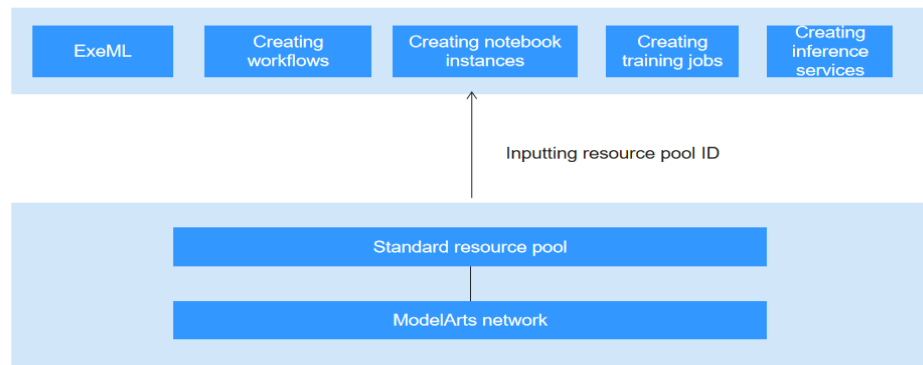 ExeML
Creating
workflows
Creating notebook
instances
Creating
training jobs
Creating
inference
services
Inputting resource pool ID
Standard resource pool
ModelArts network